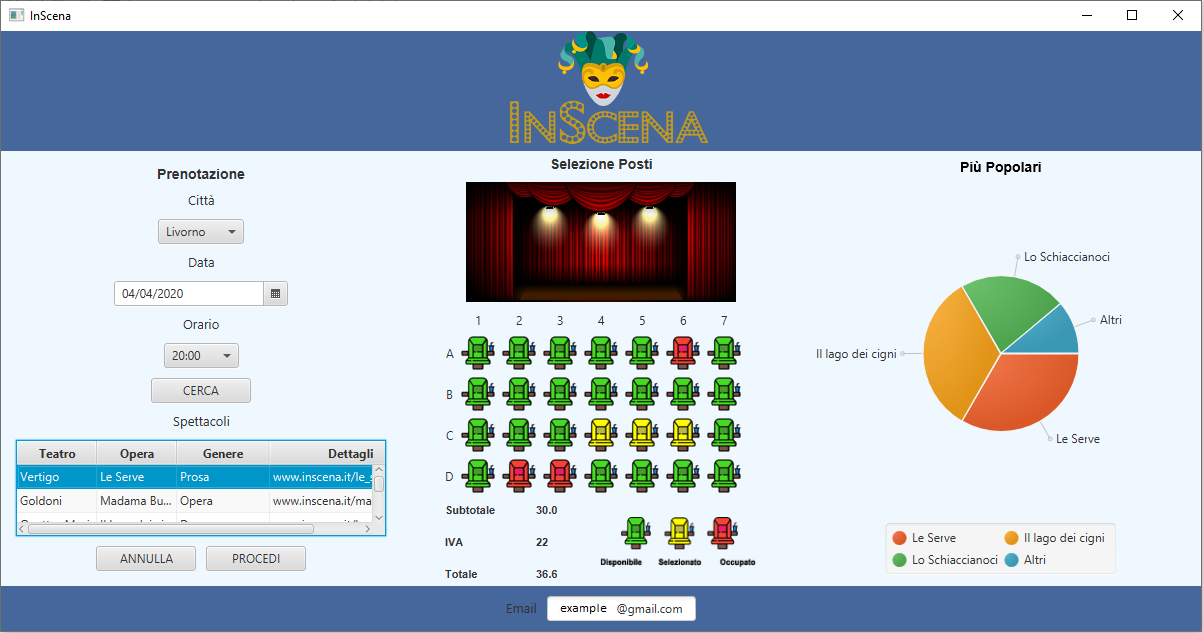 InScena
INSCENA
Prenotazione
Città
Livorno
Data
04/04/2020
Orario
20:00
CERCA
Spettacoli
Teatro Opera Genere Dettagli
Vertigo Le Serve Prosa www.inscena.it/le_s
Goldoni Madama Bu... Opera www.inscena.it/ma
ANNULLA PROCEDI
Selezione Posti
1 2 3 4 5 6 7
A
B
C
D
Subtotale 30.0
IVA 22
Totale 36.6
Disponibile Selezionato Occupato
Più Popolari
Lo Schiaccianoci
Altri
Il lago dei cigni
Le Serve
Le Serve Il lago dei cigni
Lo Schiaccianoci Altri
Email example @gmail.com